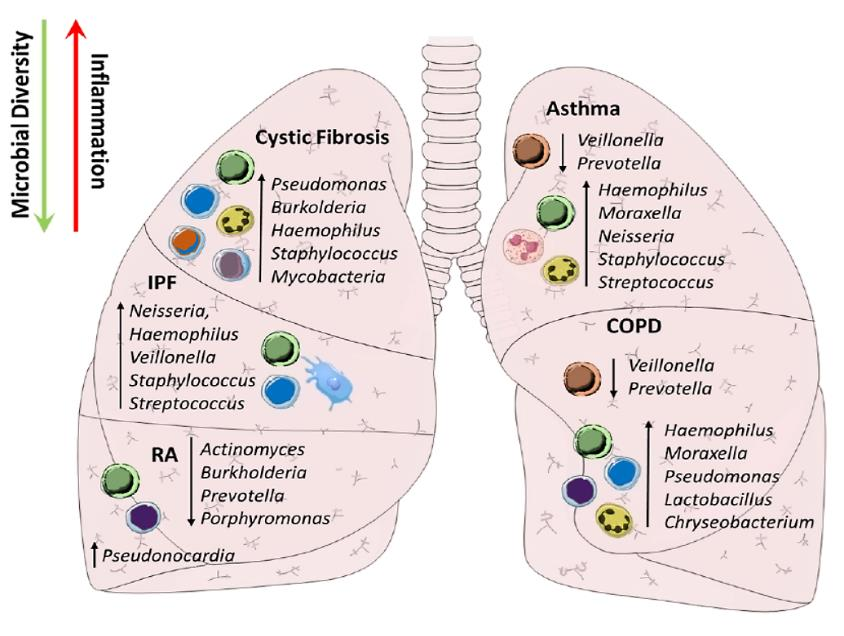 Microbial Diversity
Inflammation
Cystic Fibrosis
Pseudomonas
Burkolderia
Haemophilus
Staphylococcus
Mycobacteria
IPF
Neisseria,
Haemophilus
Veillonella
Staphylococcus
Streptococcus
RA
Actinomyces
Burkholderia
Prevotella
Porphyromonas
Pseudonocardia
Asthma
Veillonella
Prevotella
Haemophilus
Moraxella
Neisseria
Staphylococcus
Streptococcus
COPD
Veillonella
Prevotella
Haemophilus
Moraxella
Pseudomonas
Lactobacillus
Chryseobacterium